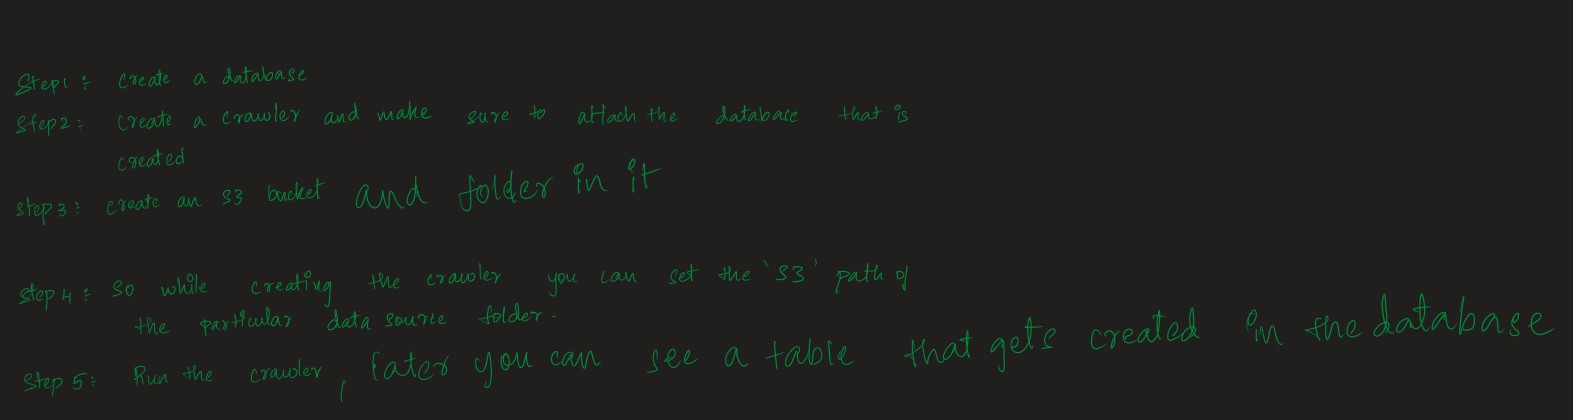 Step1 : Create a database
Step2 : Create a Crawler and make sure to attach the database that is
created
Step3 : Create an S3 bucket and folder in it
Step 4 : So while creating the crawler you can set the 'S3' path of
the particular data source folder.
Step 5 : Run the crawler, later you can see a table that gets created in the database